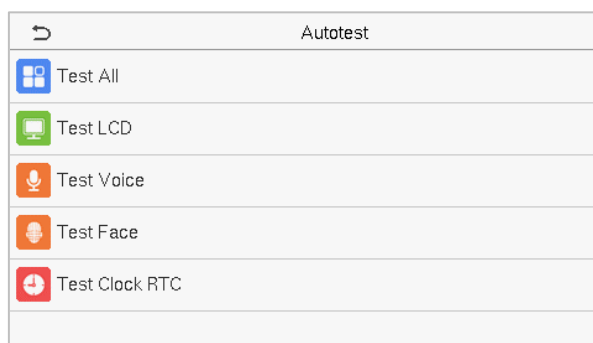 Autotest
Test All
Test LCD
Test Voice
Test Face
Test Clock RTC